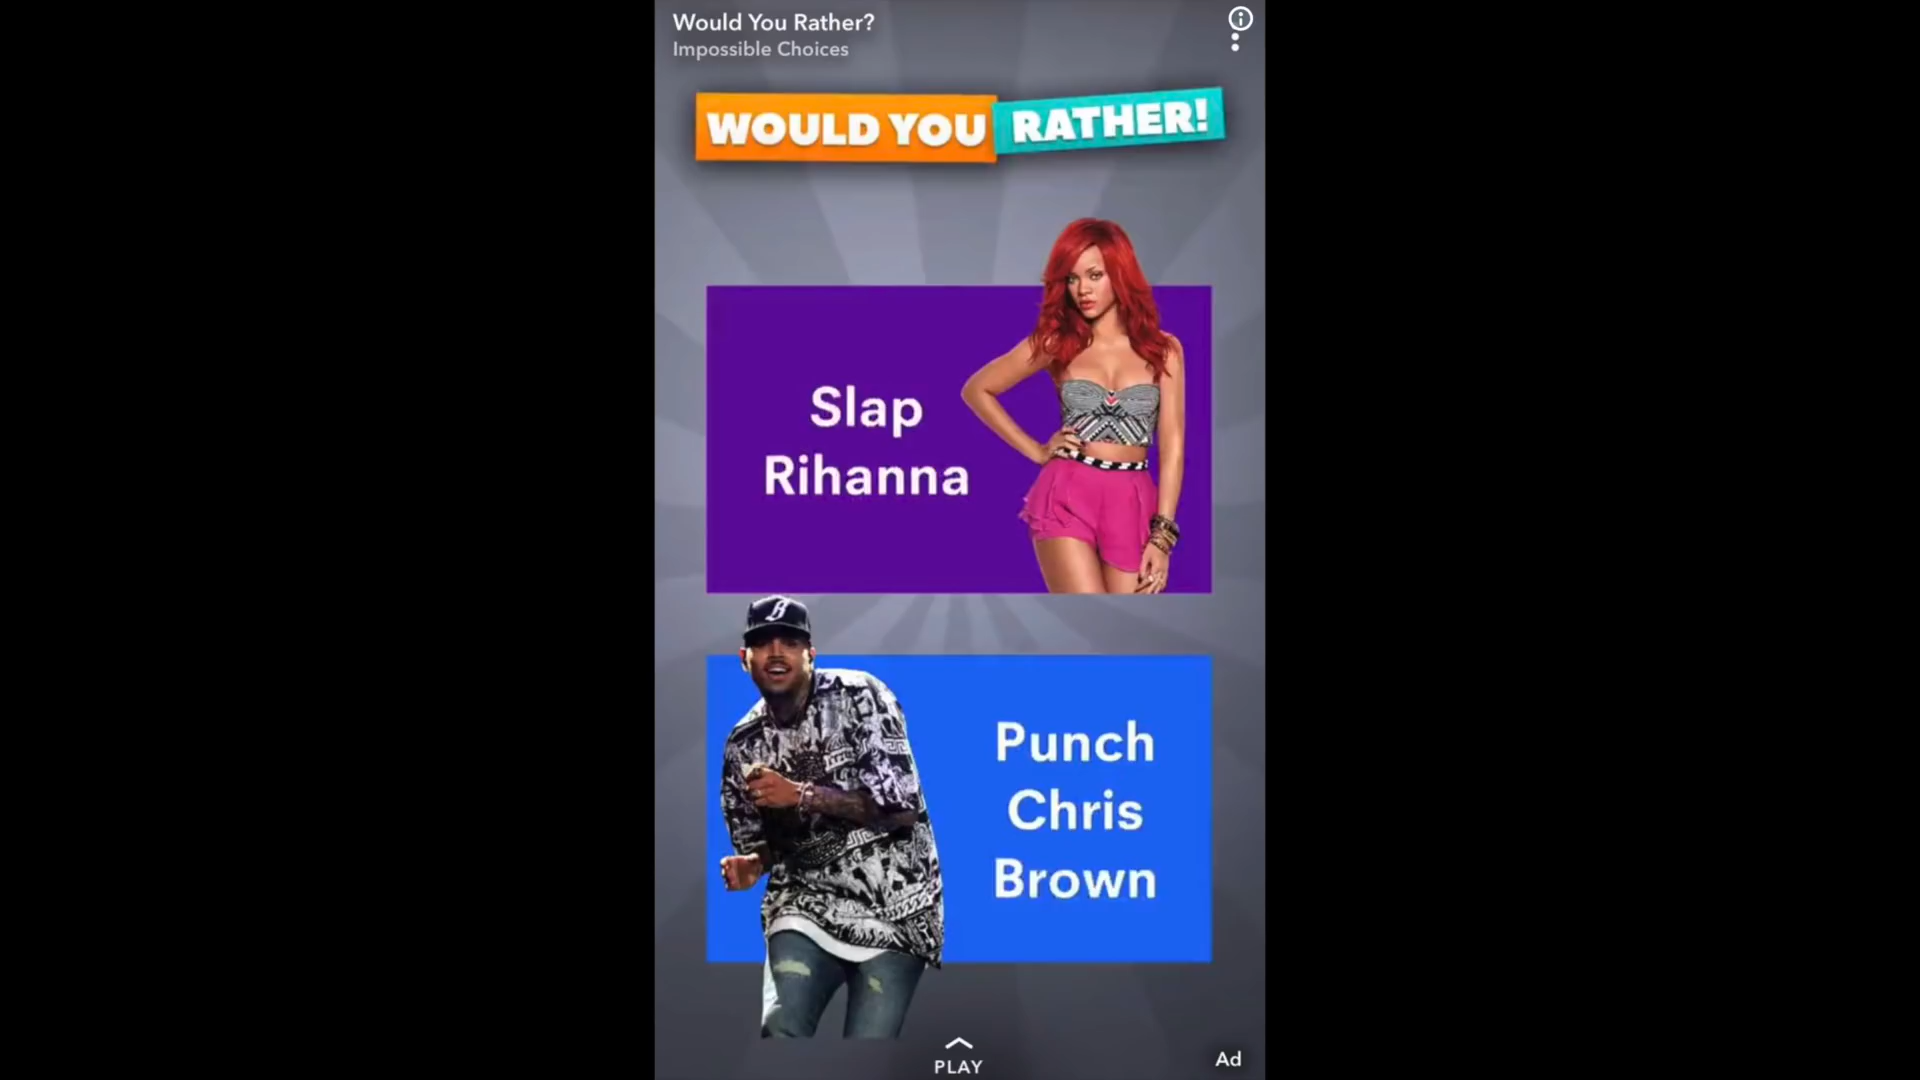 Would You Rather?
Impossible Choices
WOULD YOU RATHER!
Slap
Rihanna
B
Punch
Chris
Brown
PLAY
Ad